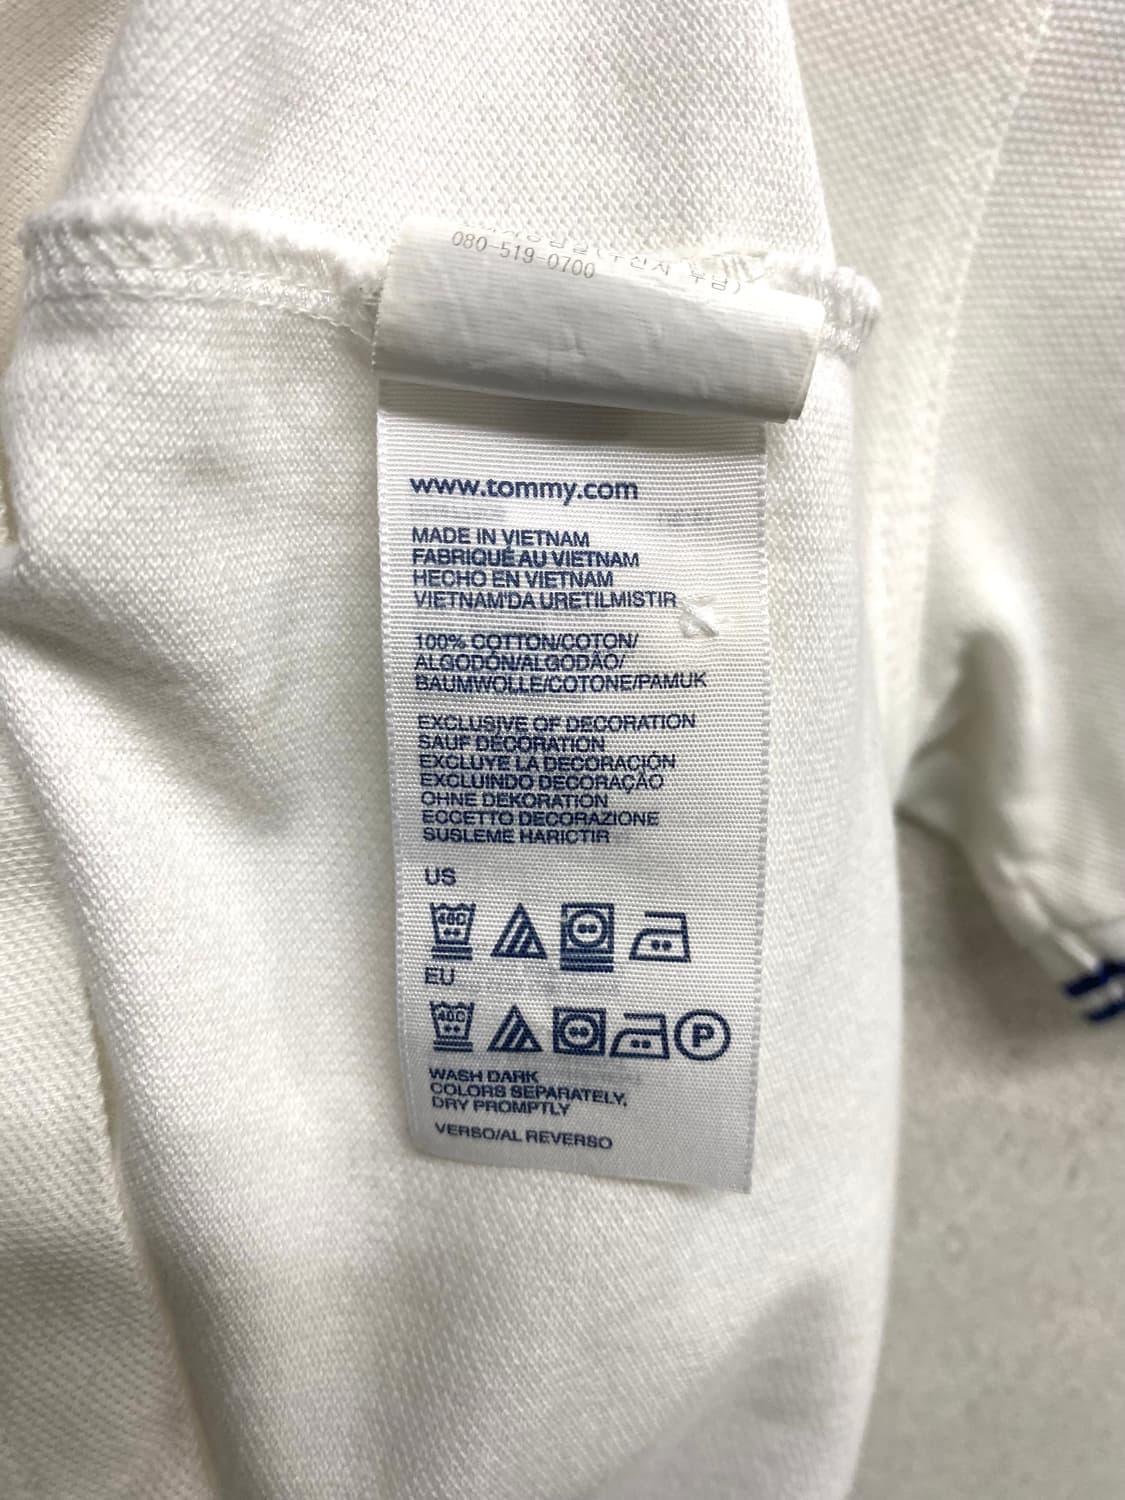 080-519-0700
www.tommy.com
MADE IN VIETNAM
FABRIQUÉ AU VIETNAM
HECHO EN VIETNAM
VIETNAM'DA URETILMISTIR
100% COTTON/COTON/
ALGODÓN/ALGODÃO/
BAUMWOLLE/COTONE/PAMUK
EXCLUSIVE OF DECORATION
SAUF DÉCORATION
EXCLUYE LA DECORACIÓN
EXCLUINDO DECORAÇÃO
OHNE DEKORATION
ECCETTO DECORAZIONE
SUSLEME HARICTIR
US
40C
EU
40C P
WASH DARK
COLORS SEPARATELY,
DRY PROMPTLY
VERSO/AL REVERSO